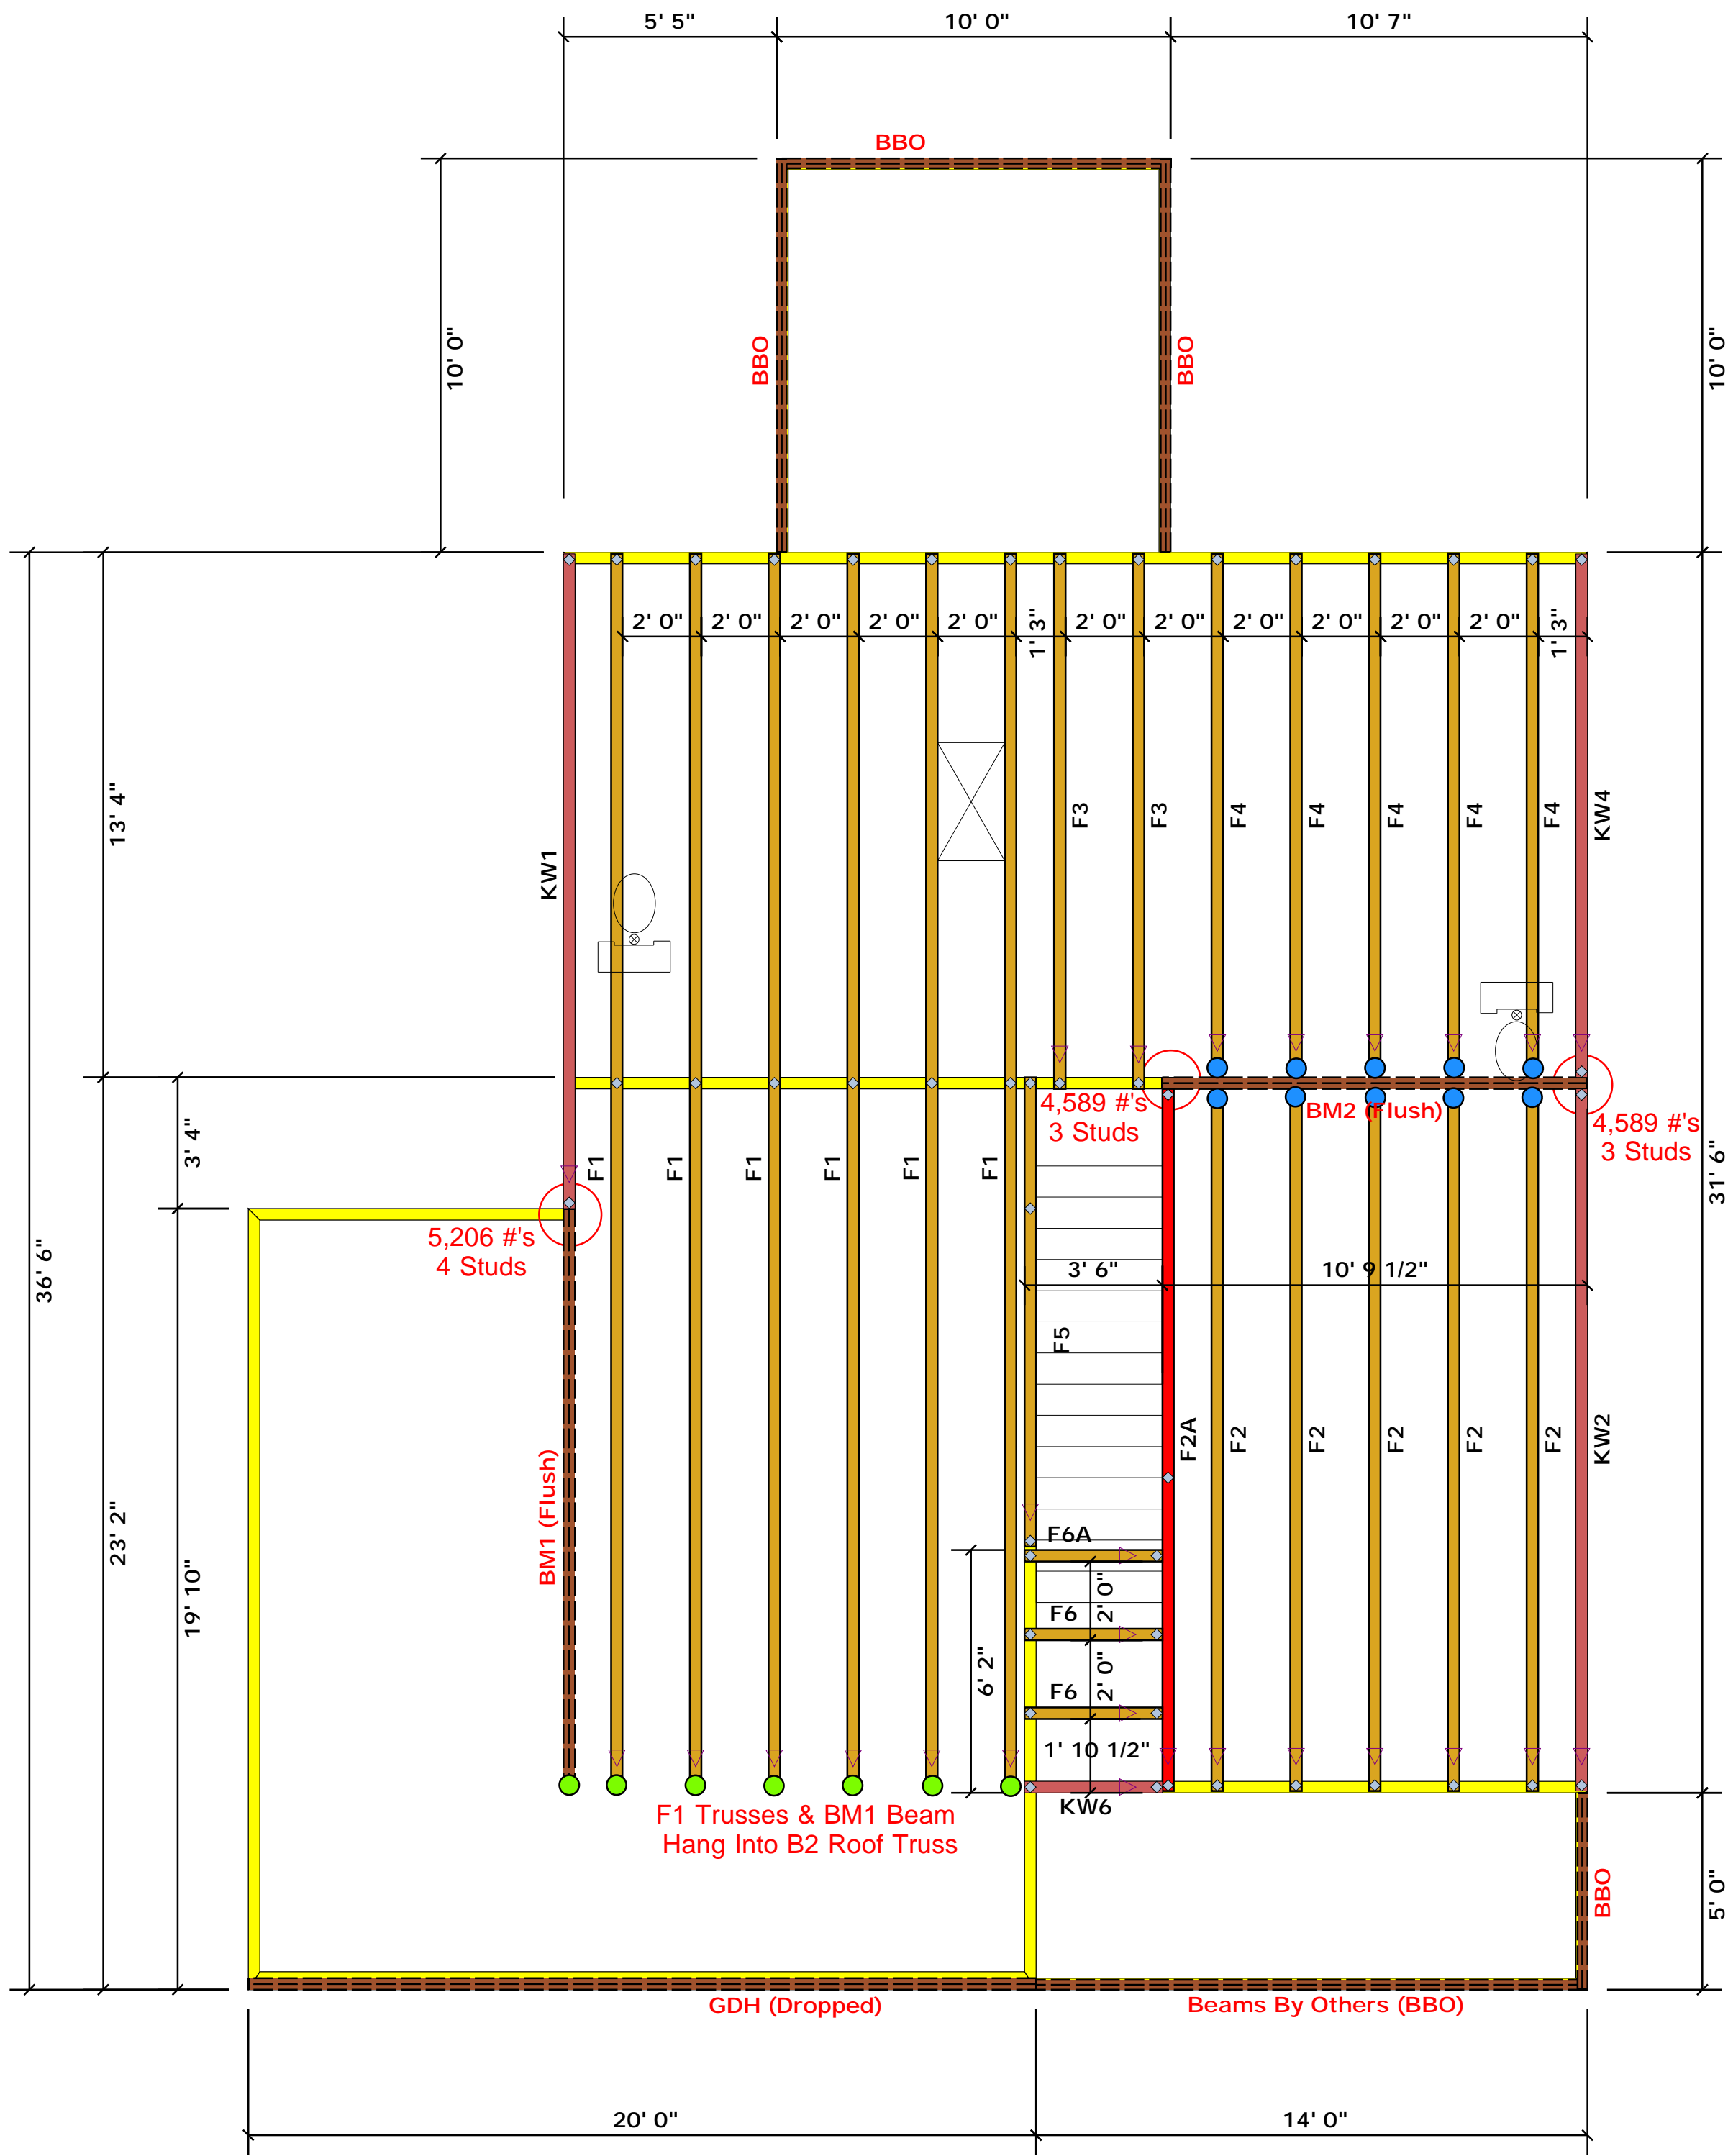 5' 5"
10' 0"
10' 7"
BBO
10' 0"
BBO
BBO
10' 0"
2' 0"
2' 0"
2' 0"
2' 0"
2' 0"
1' 3"
2' 0"
2' 0"
2' 0"
2' 0"
2' 0"
2' 0"
1' 3"
13' 4"
KW1
F3
F3
F4
F4
F4
F4
F4
KW4
4,589 #'s
3 Studs
BM2 (Flush)
4,589 #'s
3 Studs
3' 4"
F1
F1
F1
F1
F1
F1
31' 6"
5,206 #'s
4 Studs
36' 6"
3' 6"
10' 9 1/2"
F5
F2A
F2
F2
F2
F2
F2
KW2
23' 2"
19' 10"
BM1 (Flush)
F6A
2' 0"
F6
6' 2"
2' 0"
F6
1' 10 1/2"
KW6
F1 Trusses & BM1 Beam
Hang Into B2 Roof Truss
BBO
5' 0"
GDH (Dropped)
Beams By Others (BBO)
20' 0"
14' 0"